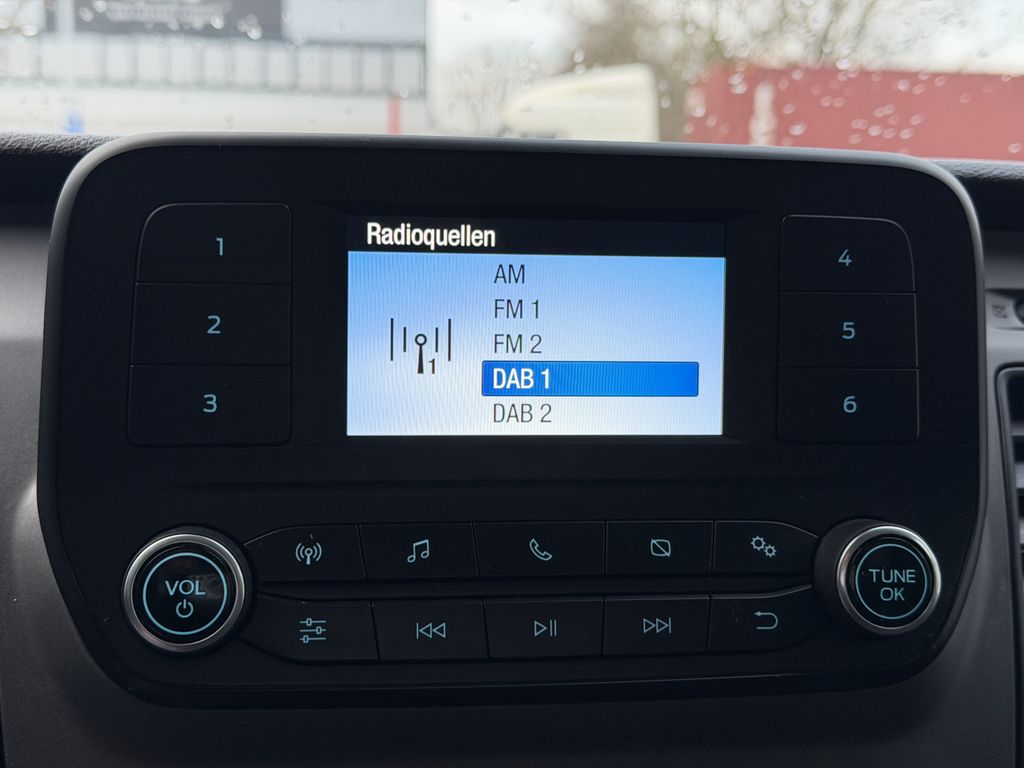 Radioquellen
AM
FM 1
FM 2
DAB 1
DAB 2
1
1
2
3
4
5
6
VOL
TUNE
OK